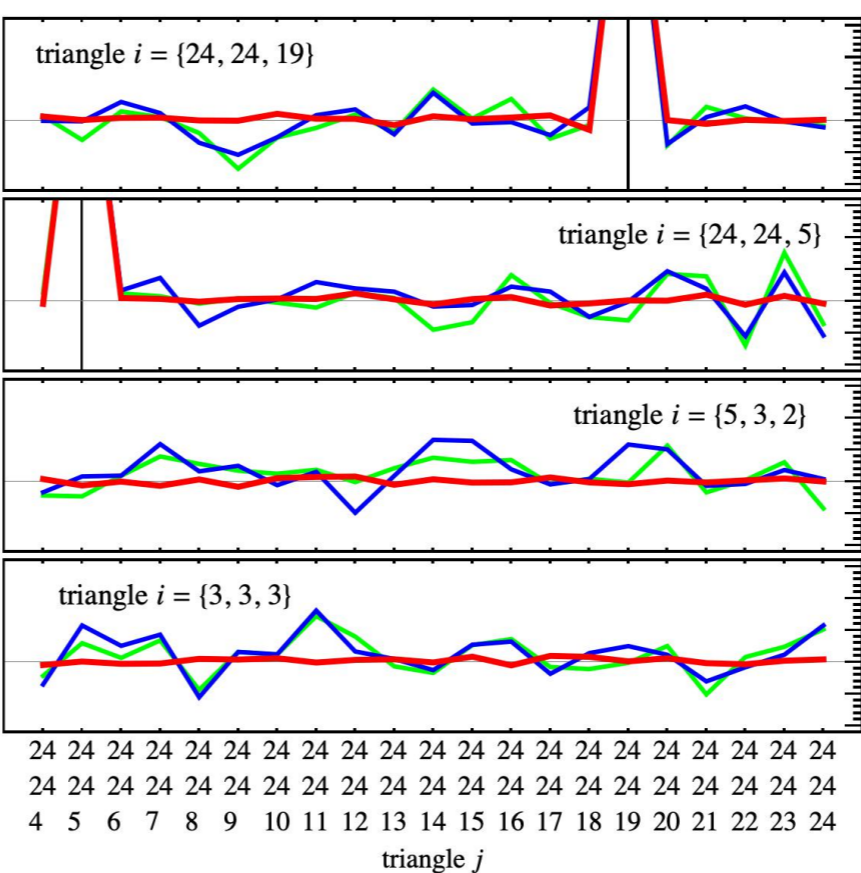 triangle i = {24, 24, 19}
triangle i = {24, 24, 5}
triangle i = {5, 3, 2}
triangle i = {3, 3, 3}
24 24 24 24 24 24 24 24 24 24 24 24 24 24 24 24 24 24 24 24 24
24 24 24 24 24 24 24 24 24 24 24 24 24 24 24 24 24 24 24 24 24
4 5 6 7 8 9 10 11 12 13 14 15 16 17 18 19 20 21 22 23 24
triangle j